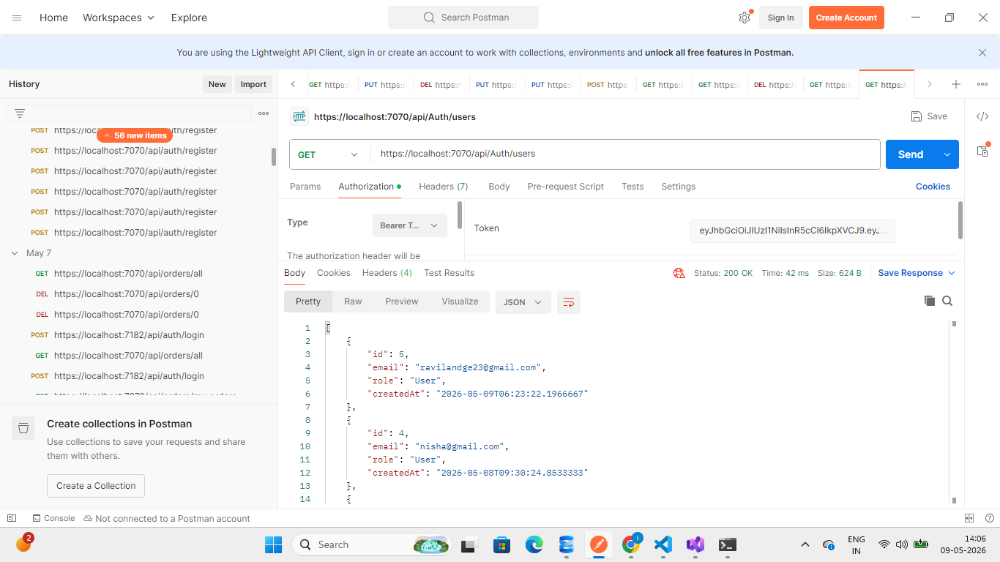 Home Workspaces Explore Search Postman Sign In Create Account
You are using the Lightweight API Client, sign in or create an account to work with collections, environments and unlock all free features in Postman.
History New Import
GET https:/ PUT https:/ DEL https:/ PUT https:/ PUT https:/ POST https: GET https:/ GET https:/ DEL https:/ GET https:/ GET https:/
56 new items
POST https://localhost:7070/api/auth/register
POST https://localhost:7070/api/auth/register
POST https://localhost:7070/api/auth/register
POST https://localhost:7070/api/auth/register
POST https://localhost:7070/api/auth/register
May 7
GET https://localhost:7070/api/orders/all
DEL https://localhost:7070/api/orders/0
DEL https://localhost:7070/api/orders/0
POST https://localhost:7182/api/auth/login
GET https://localhost:7070/api/orders/all
POST https://localhost:7182/api/auth/login
Create collections in Postman
Use collections to save your requests and share
them with others.
Create a Collection
HTTP https://localhost:7070/api/Auth/users Save
GET https://localhost:7070/api/Auth/users Send
Params Authorization Headers (7) Body Pre-request Script Tests Settings Cookies
Type Bearer T...
The authorization header will be
Token
Body Cookies Headers (4) Test Results Status: 200 OK Time: 42 ms Size: 624 B Save Response
Pretty Raw Preview Visualize JSON
1 [
2 {
3 "id": 5,
4 "email": "ravilandge23@gmail.com",
5 "role": "User",
6 "createdAt": "2026-05-09T06:23:22.1966667"
7 },
8 {
9 "id": 4,
10 "email": "nisha@gmail.com",
11 "role": "User",
12 "createdAt": "2026-05-08T09:30:24.8533333"
13 },
14 {
Console Not connected to a Postman account
2 Search ENG
IN
14:06
09-05-2026